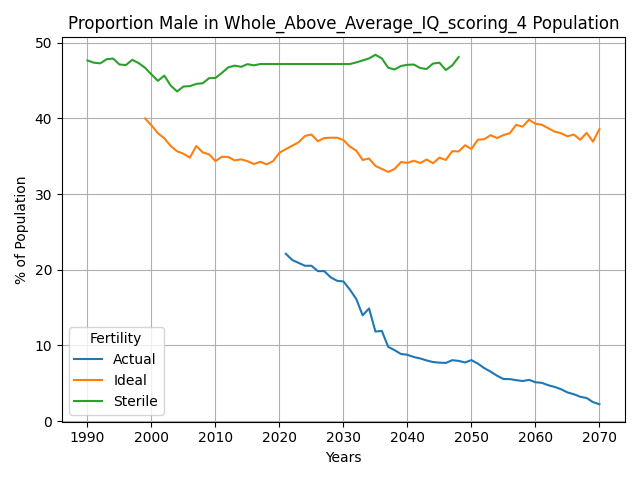 Proportion Male in Whole_Above_Average_IQ_scoring_4 Population
% of Population
50
40
30
20
10
0
Fertility
Actual
Ideal
Sterile
1990 2000 2010 2020 2030 2040 2050 2060 2070
Years